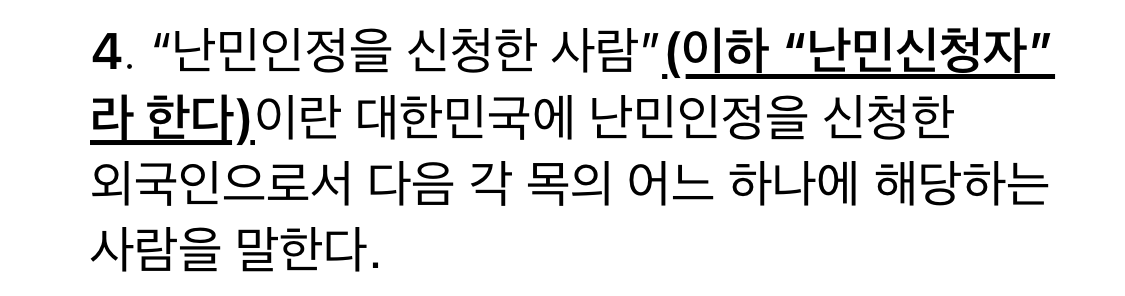 4. “난민인정을 신청한 사람”(이하 “난민신청자”
라 한다)이란 대한민국에 난민인정을 신청한
외국인으로서 다음 각 목의 어느 하나에 해당하는
사람을 말한다.